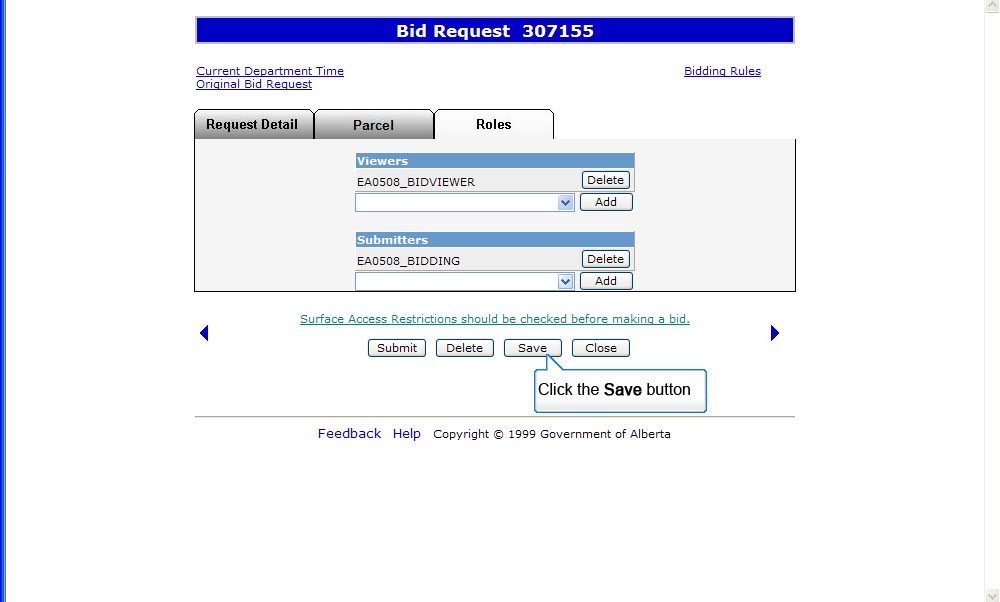 Bid Request 307155
Current Department Time
Bidding Rules
Original Bid Request
Request Detail Parcel Roles
Viewers
EA0508_BIDVIEWER Delete
Add
Submitters
EA0508_BIDDING Delete
Add
Surface Access Restrictions should be checked before making a bid.
Submit Delete Save Close
Click the Save button
Feedback Help Copyright © 1999 Government of Alberta